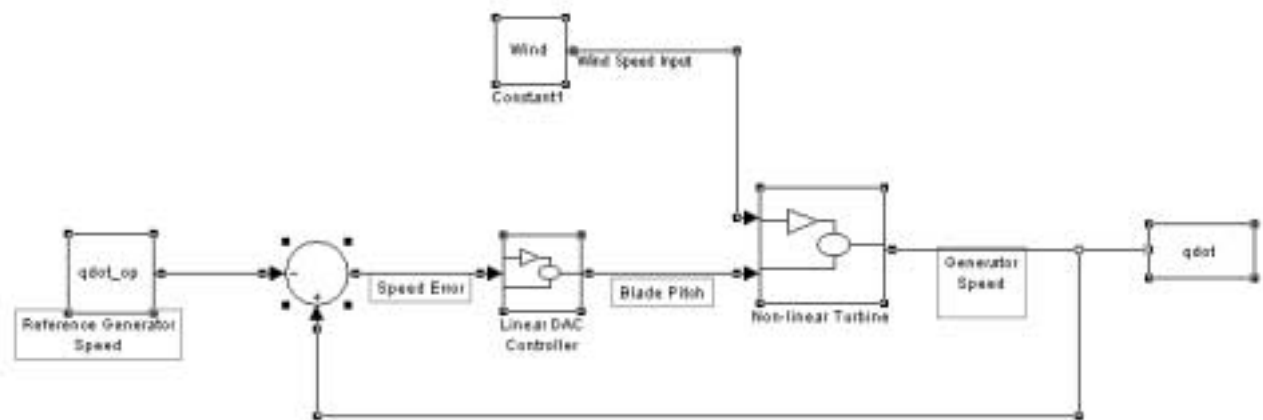 Wind
Wind Speed Input
Constant1
qdot_op
Reference Generator
Speed
-
+
Speed Error
Linear DAC
Controller
Blade Pitch
Non-linear Turbine
Generator
Speed
qdot